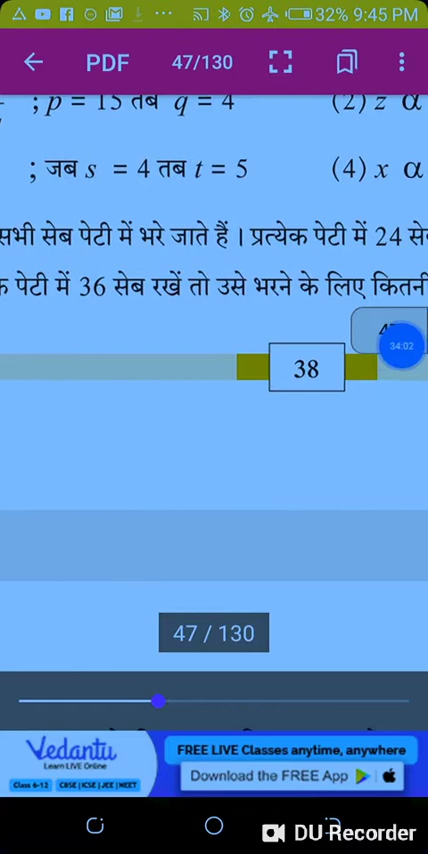 32% 9:45 PM
PDF 47/130
; p = 15 तब q = 4 (2) z α
; जब s = 4 तब t = 5 (4) x α
सभी सेब पेटी में भरे जाते हैं । प्रत्येक पेटी में 24 से
पेटी में 36 सेब रखें तो उसे भरने के लिए कितनी
34:02
38
47 / 130
Vedantu
Learn LIVE Online
Class 6-12 CBSE | ICSE | JEE | NEET
FREE LIVE Classes anytime, anywhere
Download the FREE App
DU Recorder